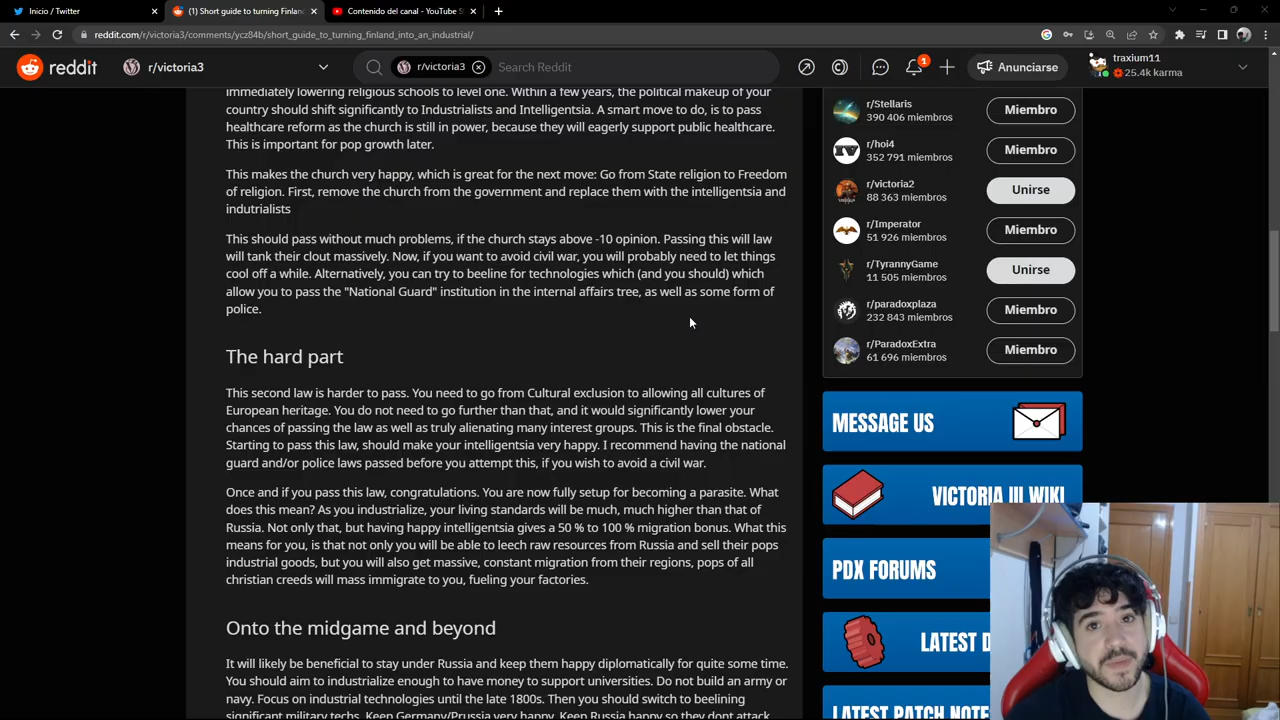 Inicio / Twitter
(1) Short guide to turning Finland
Contenido del canal - YouTube S
reddit.com/r/victoria3/comments/ycz84b/short_guide_to_turning_finland_into_an_industrial/
reddit
r/victoria3
r/victoria3
Search Reddit
1
Anunciarse
traxium11
25.4k karma
immediately lowering religious schools to level one. Within a few years, the political makeup of your
country should shift significantly to Industrialists and Intelligentsia. A smart move to do, is to pass
healthcare reform as the church is still in power, because they will eagerly support public healthcare.
This is important for pop growth later.
This makes the church very happy, which is great for the next move: Go from State religion to Freedom
of religion. First, remove the church from the government and replace them with the intelligentsia and
indutrialists
This should pass without much problems, if the church stays above -10 opinion. Passing this will law
will tank their clout massively. Now, if you want to avoid civil war, you will probably need to let things
cool off a while. Alternatively, you can try to beeline for technologies which (and you should) which
allow you to pass the "National Guard" institution in the internal affairs tree, as well as some form of
police.
The hard part
This second law is harder to pass. You need to go from Cultural exclusion to allowing all cultures of
European heritage. You do not need to go further than that, and it would significantly lower your
chances of passing the law as well as truly alienating many interest groups. This is the final obstacle.
Starting to pass this law, should make your intelligentsia very happy. I recommend having the national
guard and/or police laws passed before you attempt this, if you wish to avoid a civil war.
Once and if you pass this law, congratulations. You are now fully setup for becoming a parasite. What
does this mean? As you industrialize, your living standards will be much, much higher than that of
Russia. Not only that, but having happy intelligentsia gives a 50 % to 100 % migration bonus. What this
means for you, is that not only you will be able to leech raw resources from Russia and sell their pops
industrial goods, but you will also get massive, constant migration from their regions, pops of all
christian creeds will mass immigrate to you, fueling your factories.
Onto the midgame and beyond
It will likely be beneficial to stay under Russia and keep them happy diplomatically for quite some time.
You should aim to industrialize enough to have money to support universities. Do not build an army or
navy. Focus on industrial technologies until the late 1800s. Then you should switch to beelining
significant military techs. Keep Germany/Prussia very happy. Keep Russia happy so they dont attack
r/Stellaris
390 406 miembros
Miembro
r/hoi4
352 791 miembros
Miembro
r/victoria2
88 363 miembros
Unirse
r/Imperator
51 926 miembros
Miembro
r/TyrannyGame
11 505 miembros
Unirse
r/paradoxplaza
232 843 miembros
Miembro
r/ParadoxExtra
61 696 miembros
Miembro
MESSAGE US
VICTORIA III WIKI
PDX FORUMS
LATEST D
LATEST PATCH NOTE